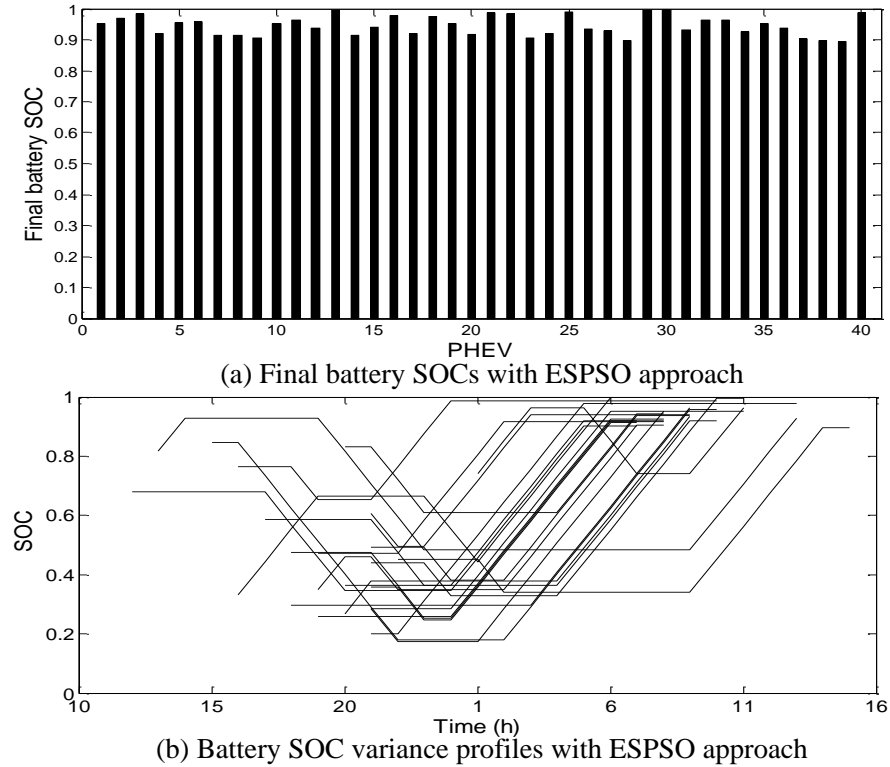 1
0.9
0.8
0.7
0.6
0.5
0.4
0.3
0.2
0.1
0
Final battery SOC
0 5 10 15 20 25 30 35 40
PHEV
(a) Final battery SOCs with ESPSO approach
1
0.8
0.6
0.4
0.2
0
SOC
10 15 20 1 6 11 16
Time (h)
(b) Battery SOC variance profiles with ESPSO approach